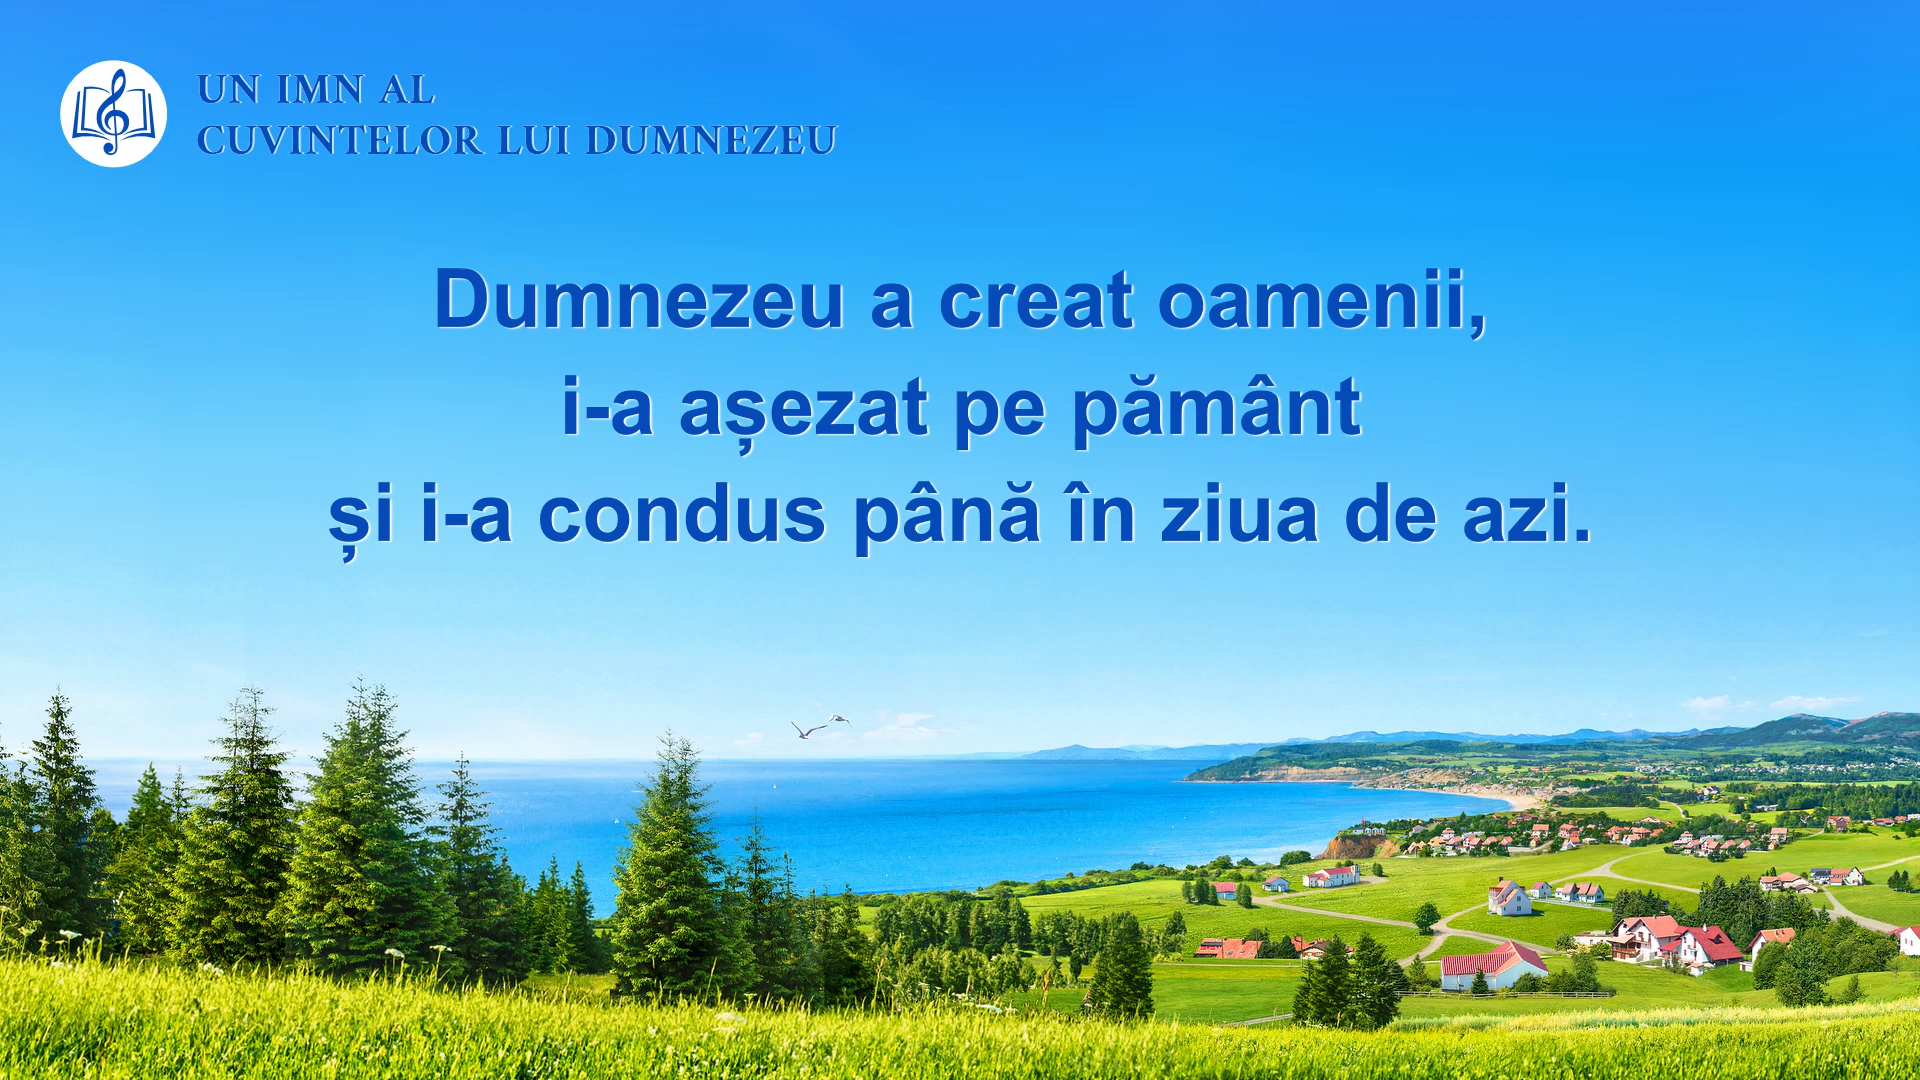 UN IMN AL
CUVINTELOR LUI DUMNEZEU
Dumnezeu a creat oamenii,
i-a așezat pe pământ
și i-a condus până în ziua de azi.